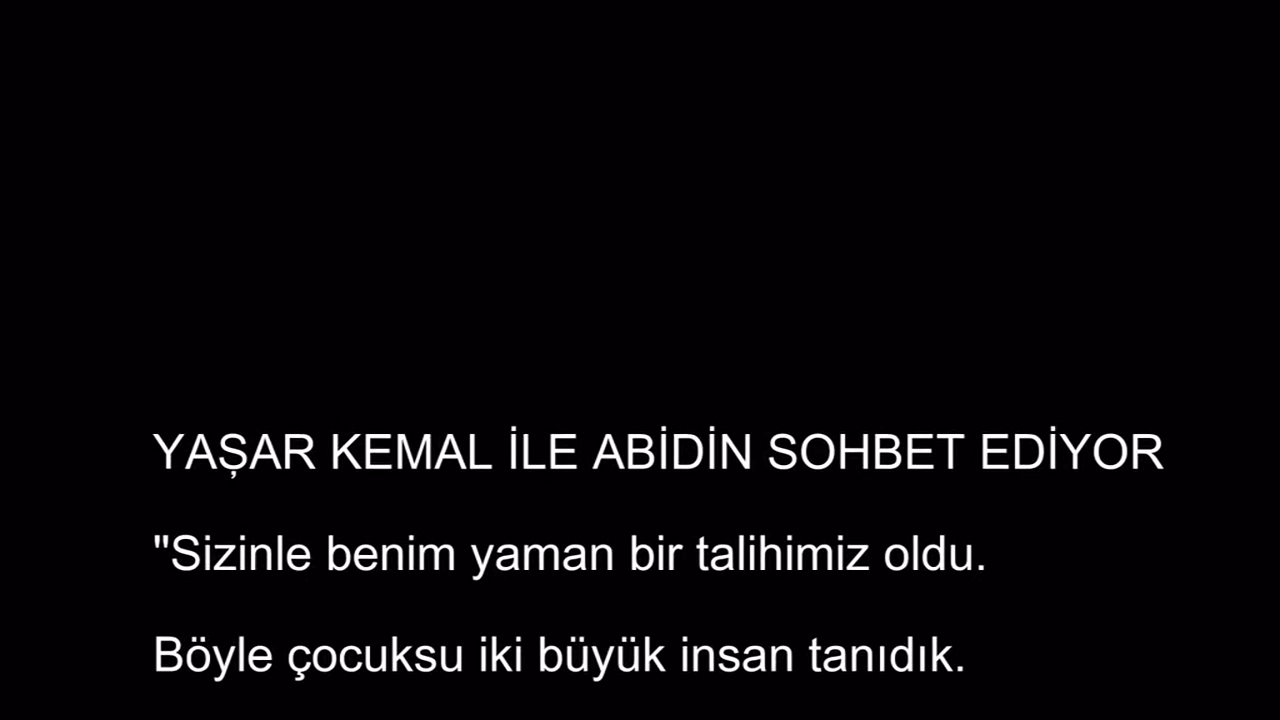 YAŞAR KEMAL İLE ABİDİN SOHBET EDİYOR
"Sizinle benim yaman bir talihimiz oldu.
Böyle çocuksu iki büyük insan tanıdık.